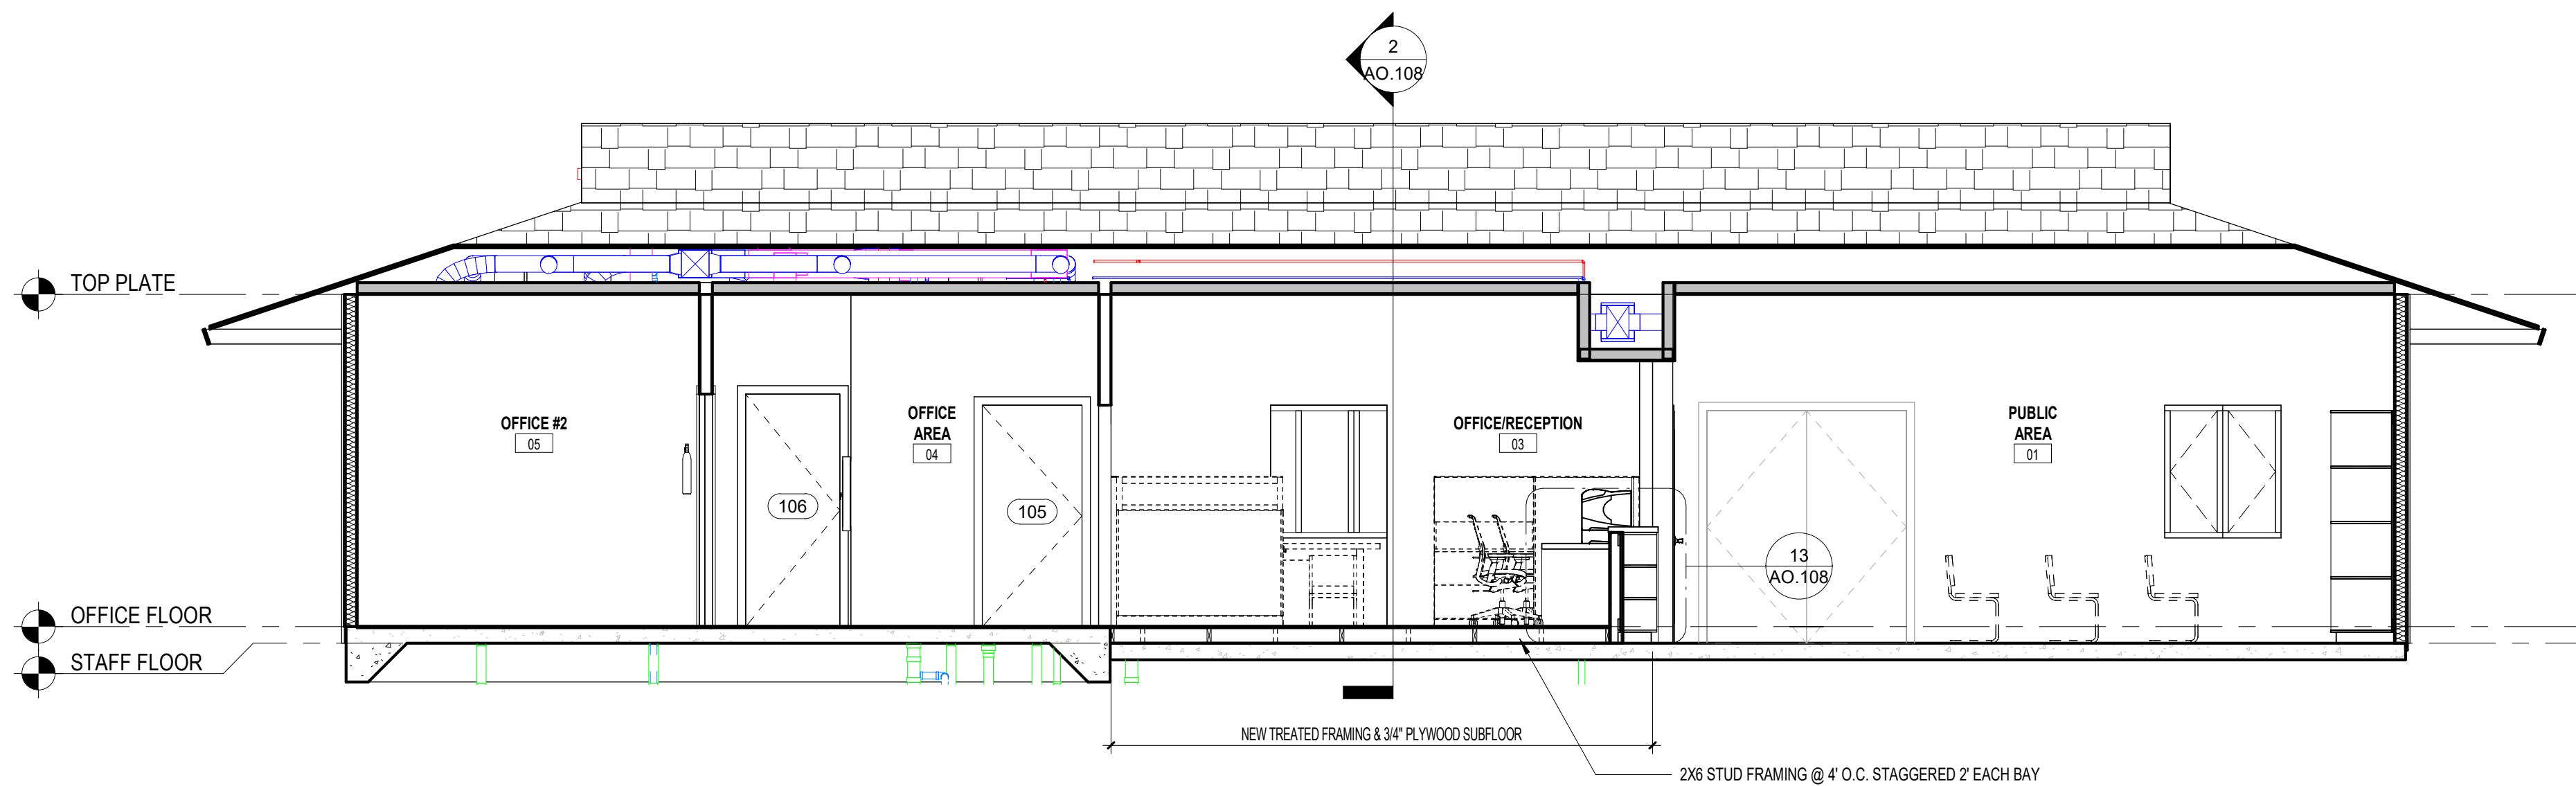 2
AO.108
TOP PLATE
OFFICE #2
05
OFFICE
AREA
04
OFFICE/RECEPTION
03
PUBLIC
AREA
01
106
105
13
AO.108
OFFICE FLOOR
STAFF FLOOR
NEW TREATED FRAMING & 3/4" PLYWOOD SUBFLOOR
2X6 STUD FRAMING @ 4' O.C. STAGGERED 2' EACH BAY